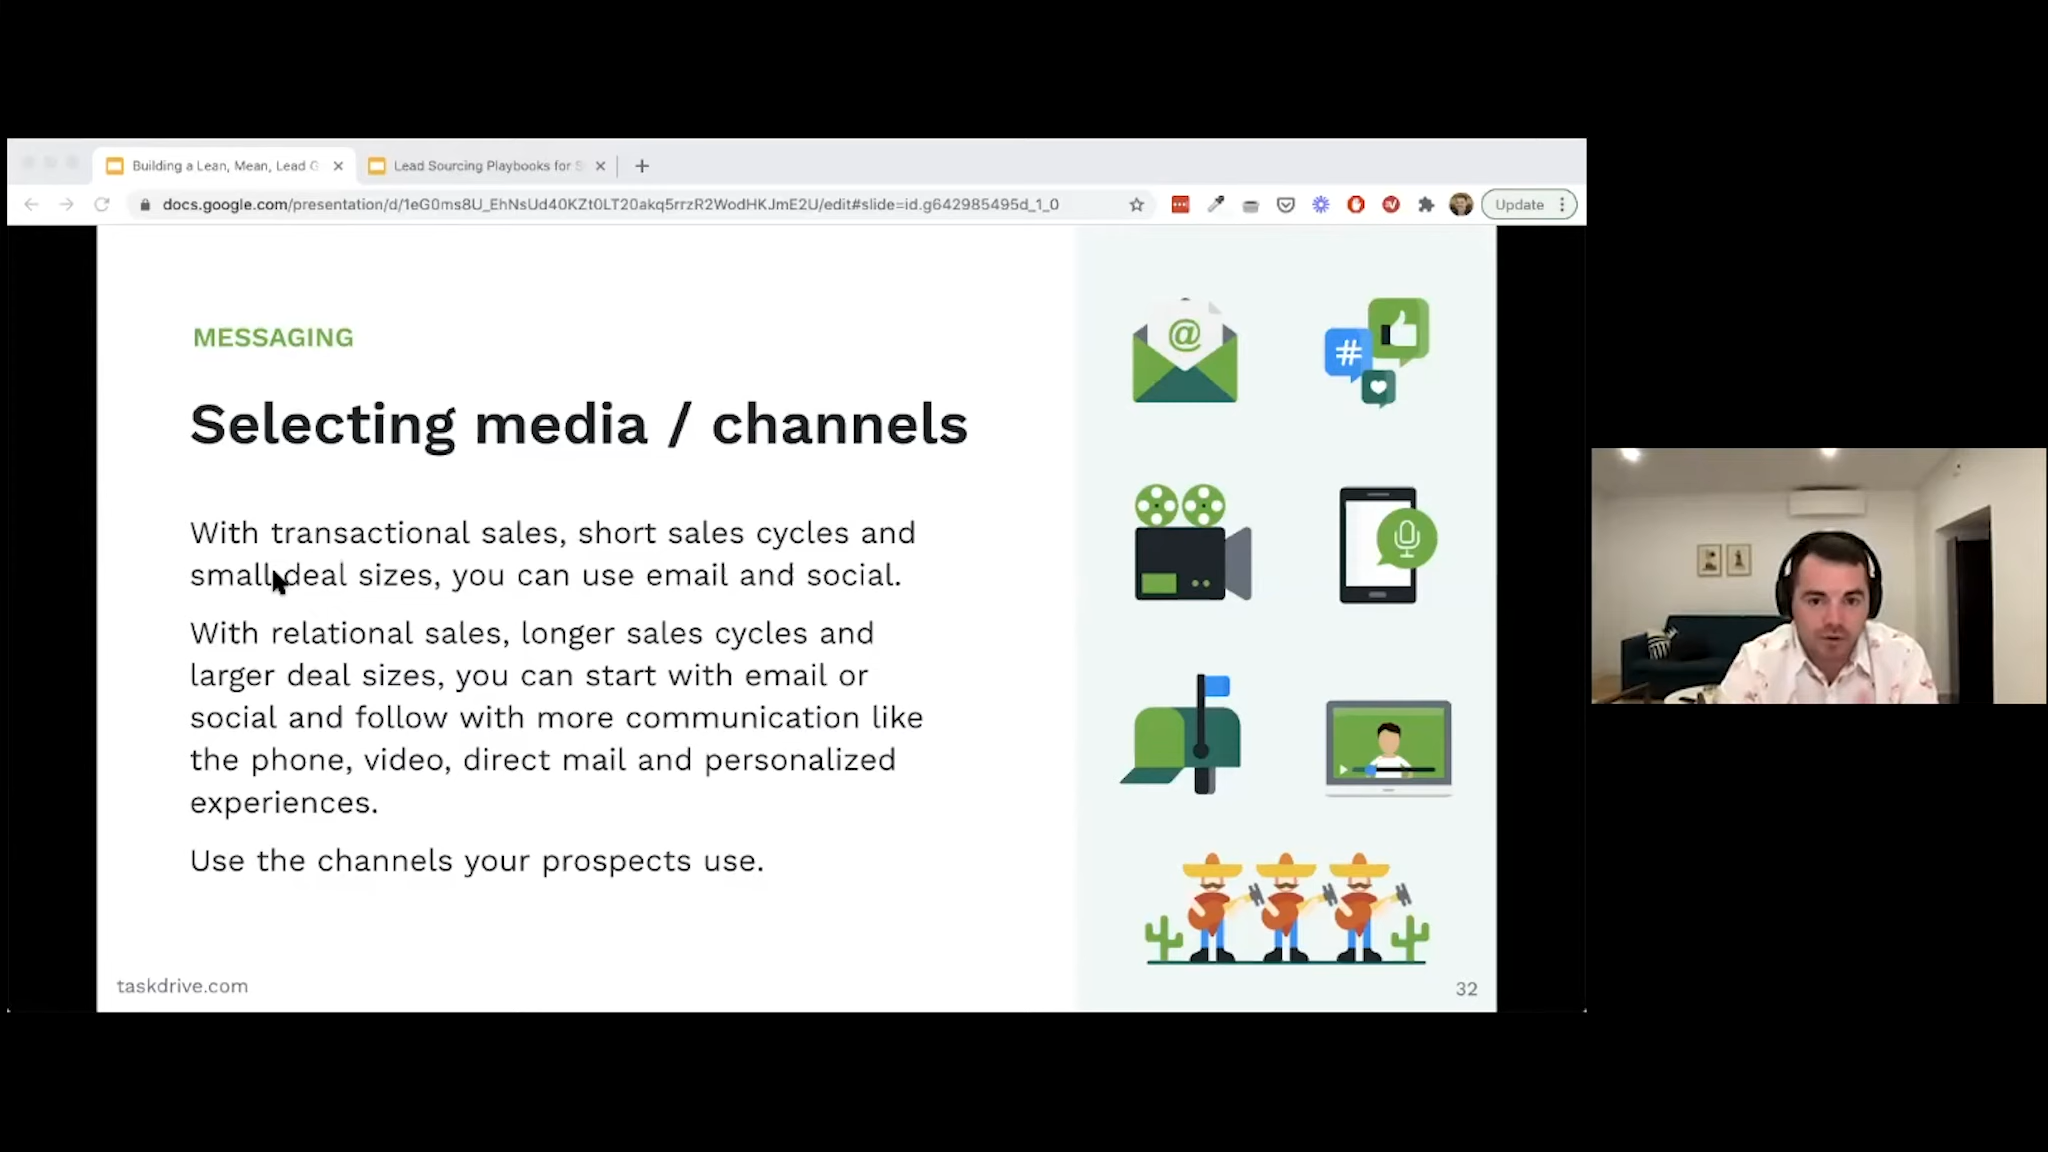 Building a Lean, Mean, Lead G
Lead Sourcing Playbooks for S
docs.google.com/presentation/d/1eG0ms8U_EhNsUd40KZt0LT20akq5rrzR2WodHKJmE2U/edit#slide=id.g642985495d_1_0
Update
MESSAGING
Selecting media / channels
With transactional sales, short sales cycles and
small deal sizes, you can use email and social.
With relational sales, longer sales cycles and
larger deal sizes, you can start with email or
social and follow with more communication like
the phone, video, direct mail and personalized
experiences.
Use the channels your prospects use.
@
#
taskdrive.com
32